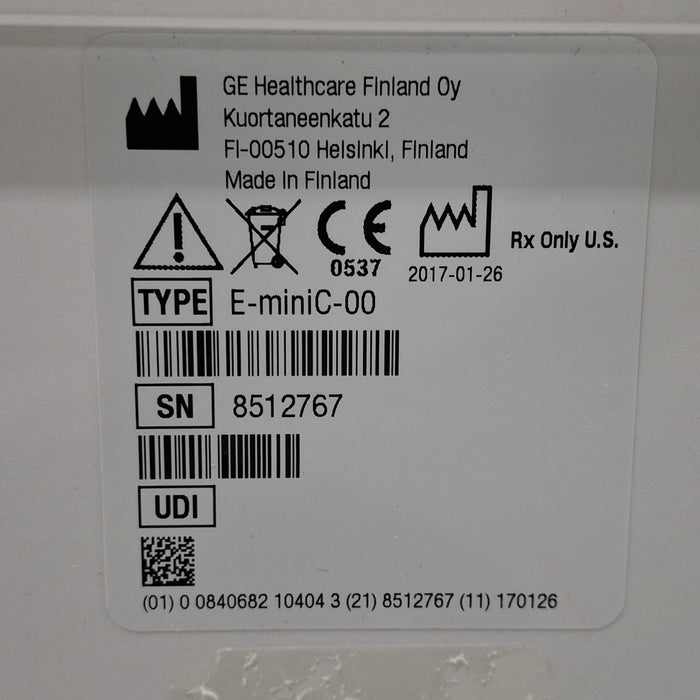 GE Healthcare Finland Oy
Kuortaneenkatu 2
FI-00510 Helsinki, Finland
Made in Finland
CE
0537
2017-01-26
Rx Only U.S.
TYPE E-miniC-00
SN 8512767
UDI
(01) 0 0840682 10404 3 (21) 8512767 (11) 170126